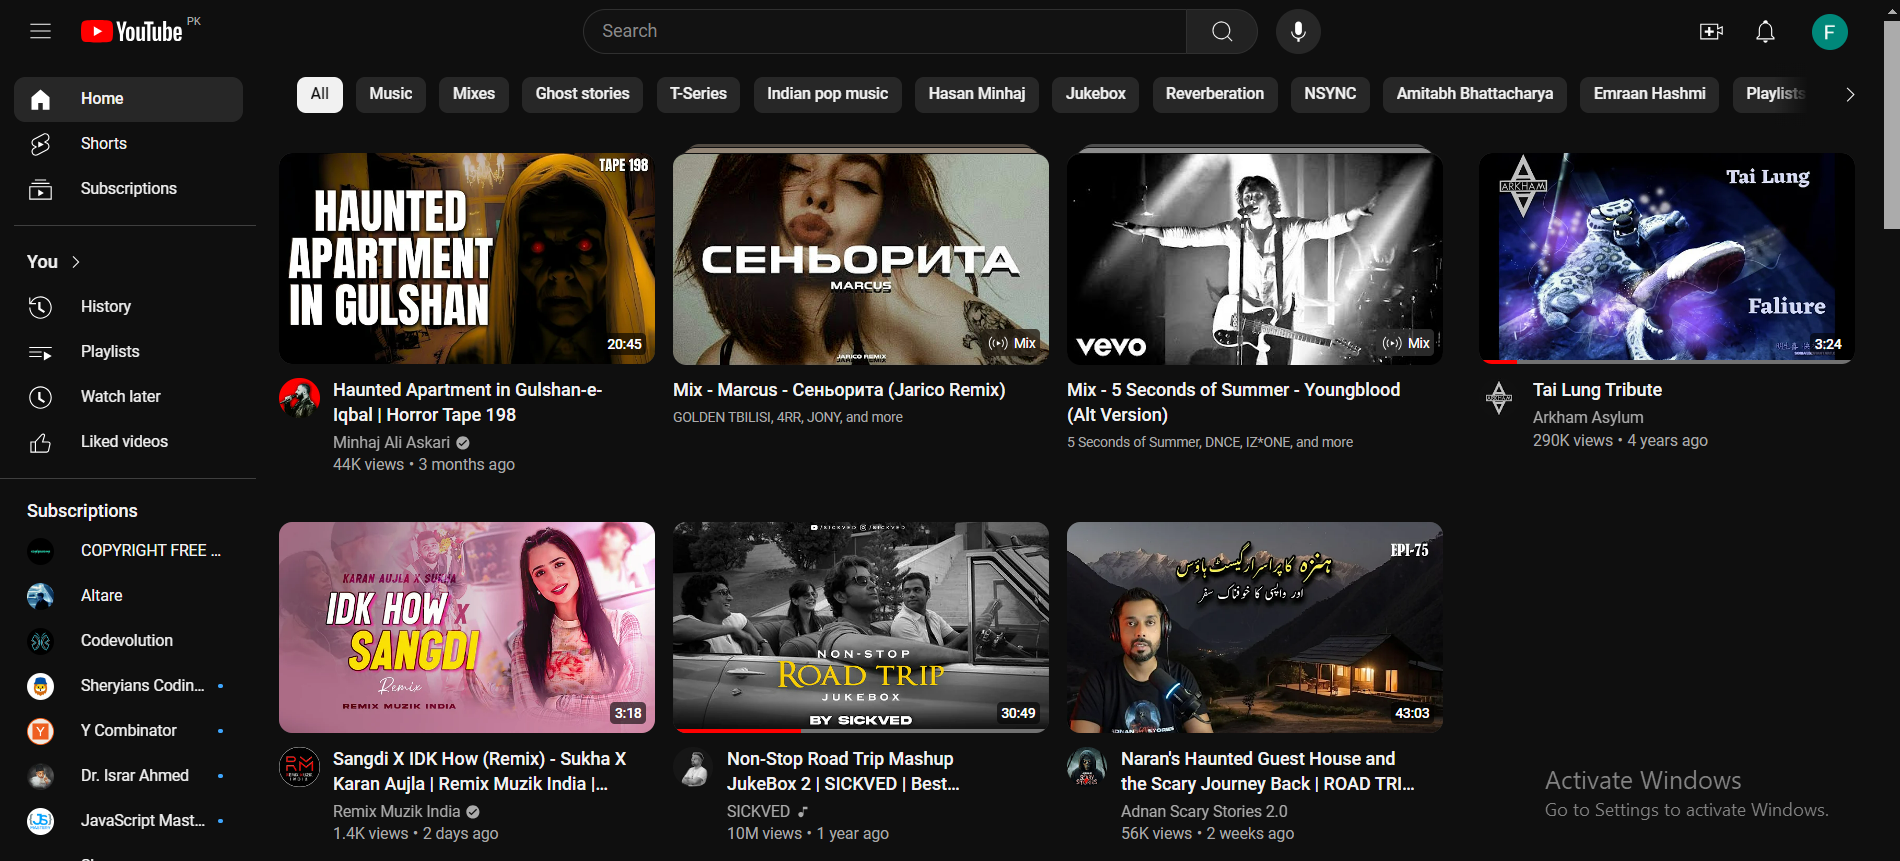 YouTube PK
Search
F
Home
Shorts
Subscriptions
You
History
Playlists
Watch later
Liked videos
Subscriptions
COPYRIGHT FREE ...
Altare
Codevolution
Sheryians Codin...
Y Combinator
Dr. Israr Ahmed
JavaScript Mast...
All
Music
Mixes
Ghost stories
T-Series
Indian pop music
Hasan Minhaj
Jukebox
Reverberation
NSYNC
Amitabh Bhattacharya
Emraan Hashmi
Playlists
TAPE 198
HAUNTED
APARTMENT
IN GULSHAN
20:45
Haunted Apartment in Gulshan-e-
Iqbal | Horror Tape 198
Minhaj Ali Askari
44K views • 3 months ago
СЕНЬОРИТА
MARCUS
JARICO REMIX
Mix
Mix - Marcus - Сеньорита (Jarico Remix)
GOLDEN TBILISI, 4RR, JONY, and more
vevo
Mix
Mix - 5 Seconds of Summer - Youngblood
(Alt Version)
5 Seconds of Summer, DNCE, IZ*ONE, and more
ARKHAM
Tai Lung
Faliure
3:24
Tai Lung Tribute
Arkham Asylum
290K views • 4 years ago
KARAN AUJLA X SUKHA
IDK HOW X
SANGDI
Remix
REMIX MUZIK INDIA
3:18
Sangdi X IDK How (Remix) - Sukha X
Karan Aujla | Remix Muzik India |...
Remix Muzik India
1.4K views • 2 days ago
/SICKVED /SICKVED
NON-STOP
ROAD TRIP
JUKEBOX
BY SICKVED
30:49
Non-Stop Road Trip Mashup
JukeBox 2 | SICKVED | Best...
SICKVED
10M views • 1 year ago
EPI-75
ہنزہ کا پراسرار گیسٹ ہاؤس
اور واپسی کا خوفناک سفر
43:03
Naran's Haunted Guest House and
the Scary Journey Back | ROAD TRI...
Adnan Scary Stories 2.0
56K views • 2 weeks ago
Activate Windows
Go to Settings to activate Windows.